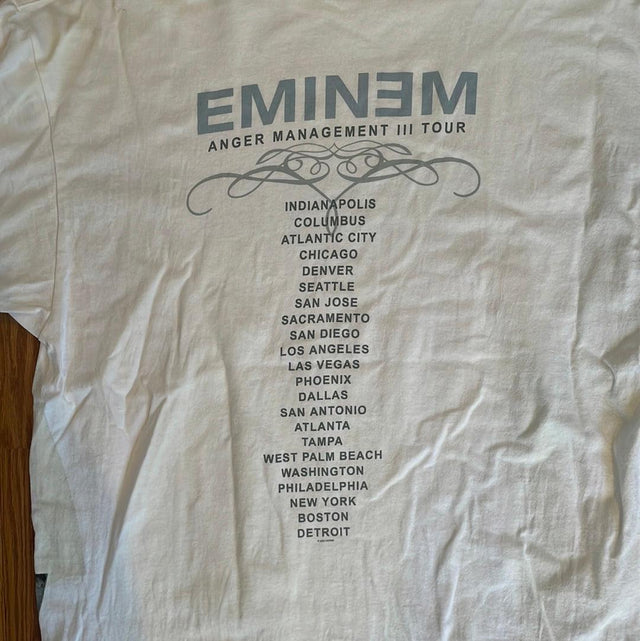 EMINƎM
ANGER MANAGEMENT III TOUR
INDIANAPOLIS
COLUMBUS
ATLANTIC CITY
CHICAGO
DENVER
SEATTLE
SAN JOSE
SACRAMENTO
SAN DIEGO
LOS ANGELES
LAS VEGAS
PHOENIX
DALLAS
SAN ANTONIO
ATLANTA
TAMPA
WEST PALM BEACH
WASHINGTON
PHILADELPHIA
NEW YORK
BOSTON
DETROIT